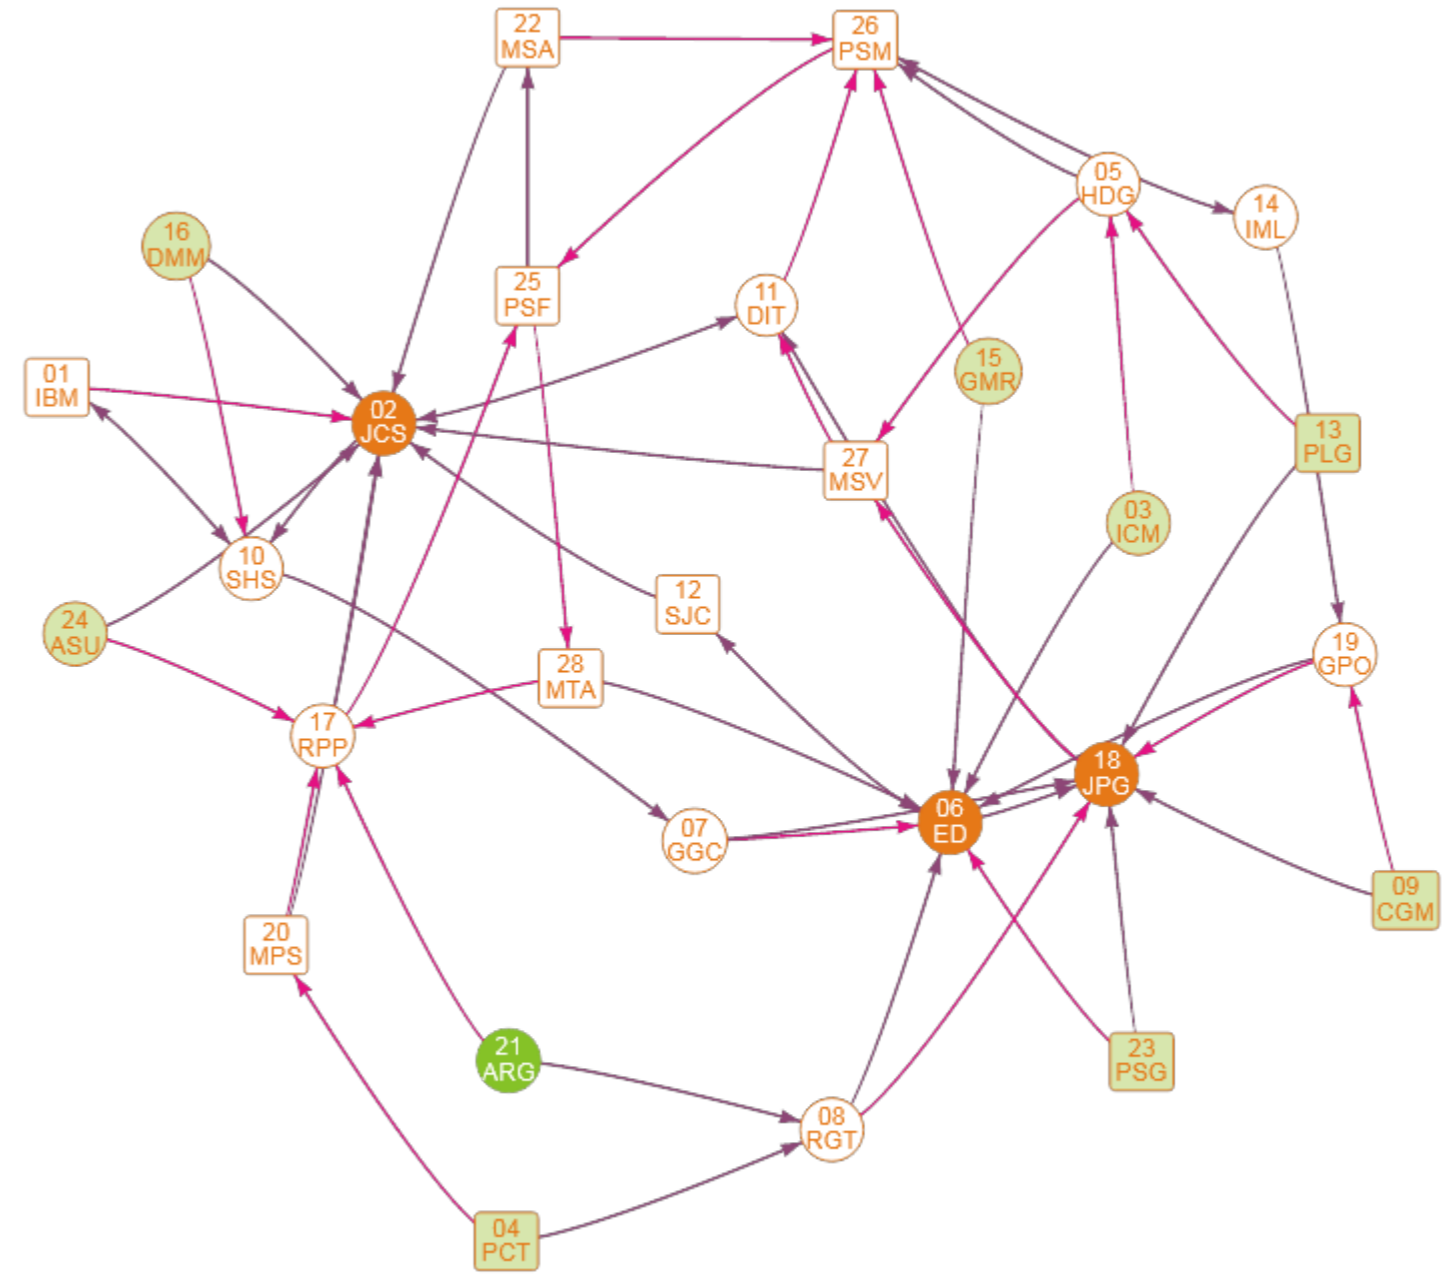 22
MSA
26
PSM
05
HDG
14
IML
16
DMM
25
PSF
11
DIT
15
GMR
01
IBM
02
JCS
13
PLG
27
MSV
03
ICM
10
SHS
12
SJC
24
ASU
19
GPO
28
MTA
17
RPP
18
JPG
06
ED
07
GGC
09
CGM
20
MPS
21
ARG
23
PSG
08
RGT
04
PCT